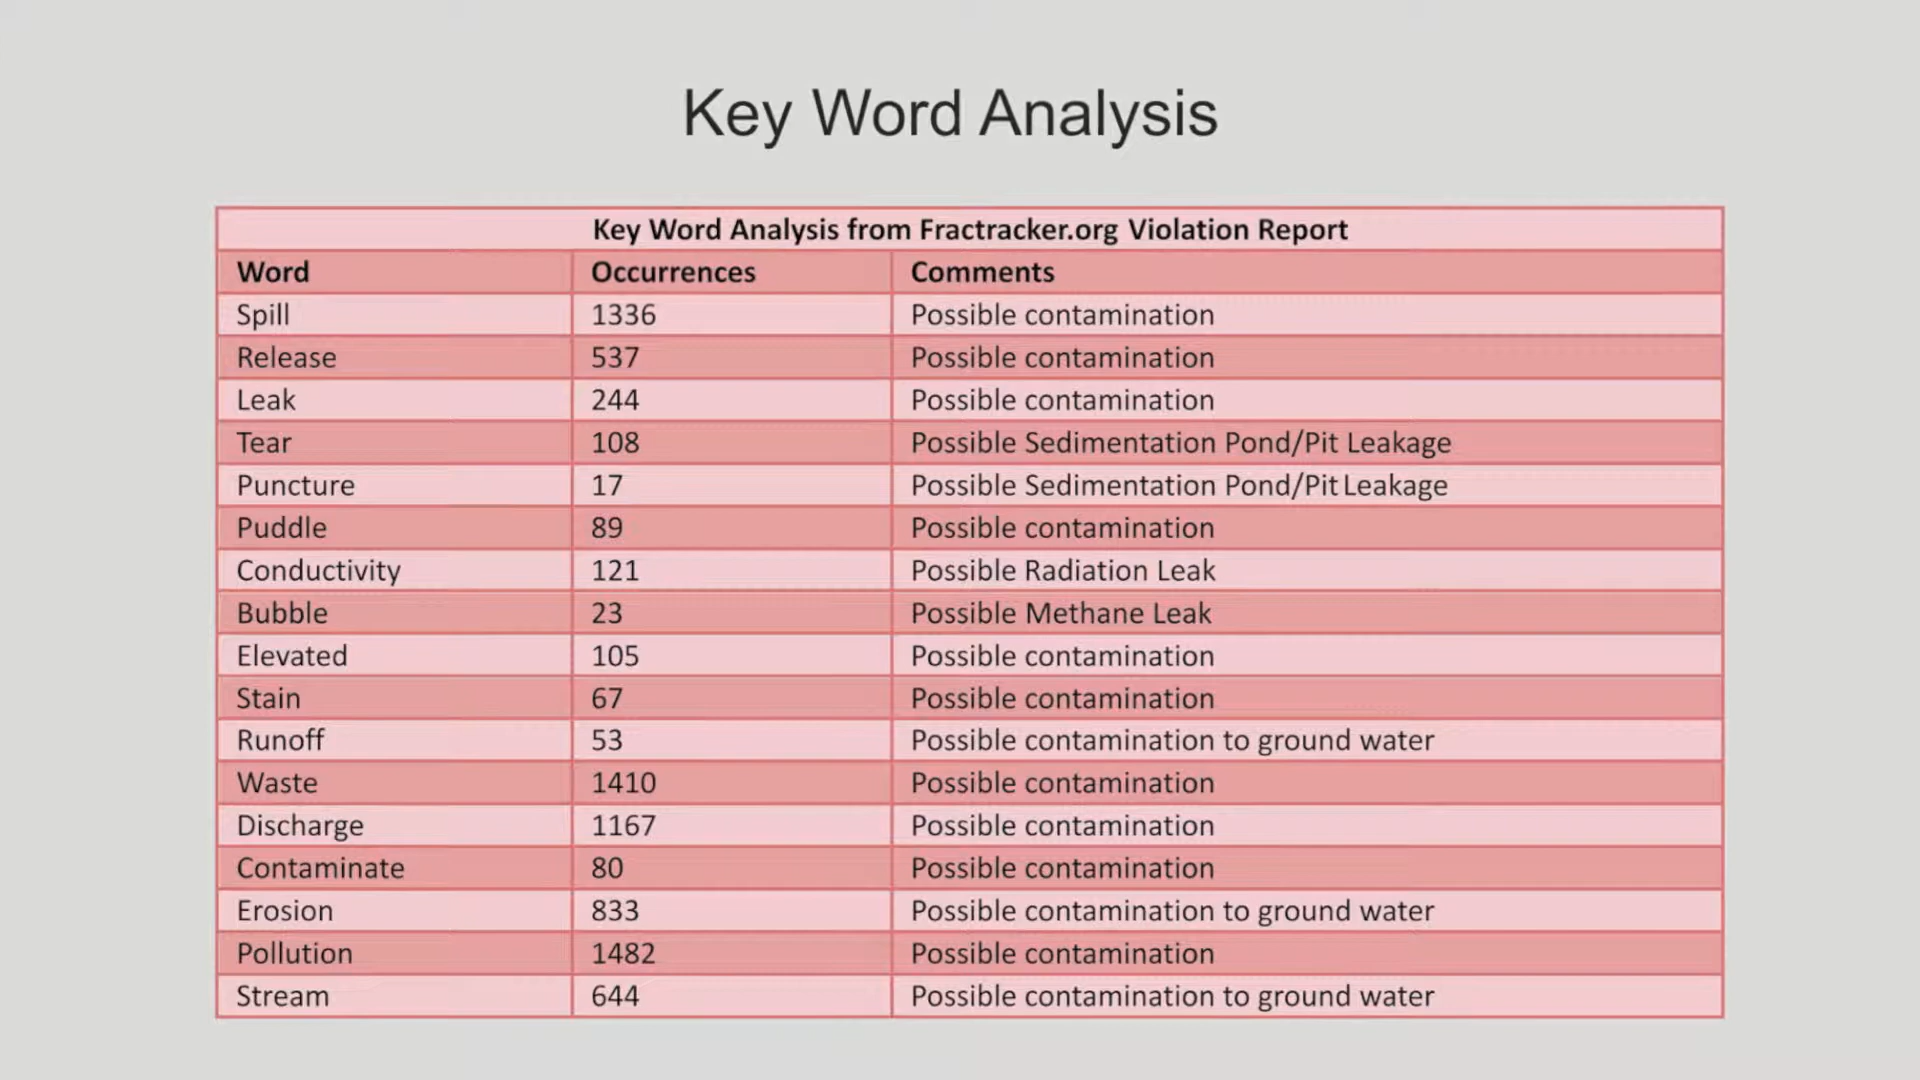 Key Word Analysis
Key Word Analysis from Fractracker.org Violation Report
Word Occurrences Comments
Spill 1336 Possible contamination
Release 537 Possible contamination
Leak 244 Possible contamination
Tear 108 Possible Sedimentation Pond/Pit Leakage
Puncture 17 Possible Sedimentation Pond/Pit Leakage
Puddle 89 Possible contamination
Conductivity 121 Possible Radiation Leak
Bubble 23 Possible Methane Leak
Elevated 105 Possible contamination
Stain 67 Possible contamination
Runoff 53 Possible contamination to ground water
Waste 1410 Possible contamination
Discharge 1167 Possible contamination
Contaminate 80 Possible contamination
Erosion 833 Possible contamination to ground water
Pollution 1482 Possible contamination
Stream 644 Possible contamination to ground water